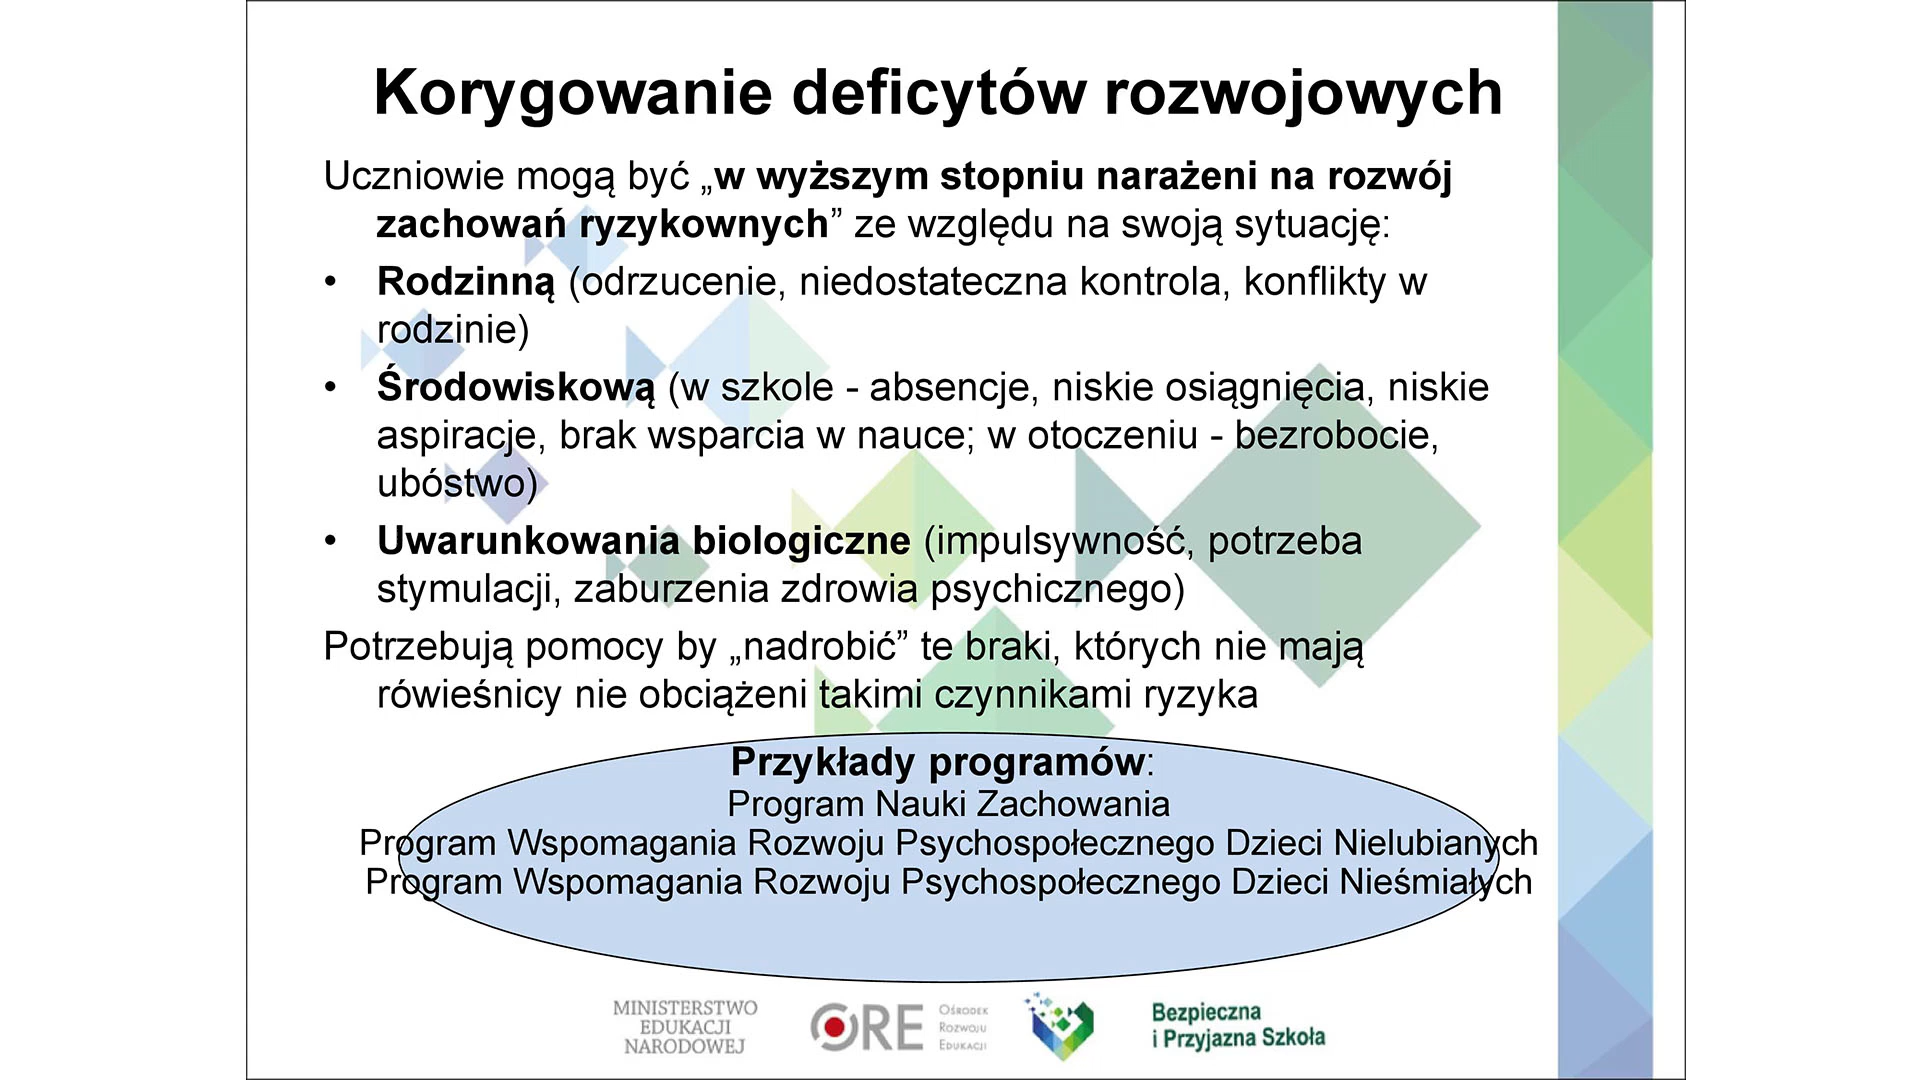 Korygowanie deficytów rozwojowych
Uczniowie mogą być „w wyższym stopniu narażeni na rozwój
zachowań ryzykownych” ze względu na swoją sytuację:
• Rodzinną (odrzucenie, niedostateczna kontrola, konflikty w
rodzinie)
• Środowiskową (w szkole - absencje, niskie osiągnięcia, niskie
aspiracje, brak wsparcia w nauce; w otoczeniu - bezrobocie,
ubóstwo)
• Uwarunkowania biologiczne (impulsywność, potrzeba
stymulacji, zaburzenia zdrowia psychicznego)
Potrzebują pomocy by „nadrobić” te braki, których nie mają
rówieśnicy nie obciążeni takimi czynnikami ryzyka
Przykłady programów:
Program Nauki Zachowania
Program Wspomagania Rozwoju Psychospołecznego Dzieci Nielubianych
Program Wspomagania Rozwoju Psychospołecznego Dzieci Nieśmiałych
MINISTERSTWO
EDUKACJI
NARODOWEJ
ORE
Ośrodek
Rozwoju
Edukacji
Bezpieczna
i Przyjazna Szkoła